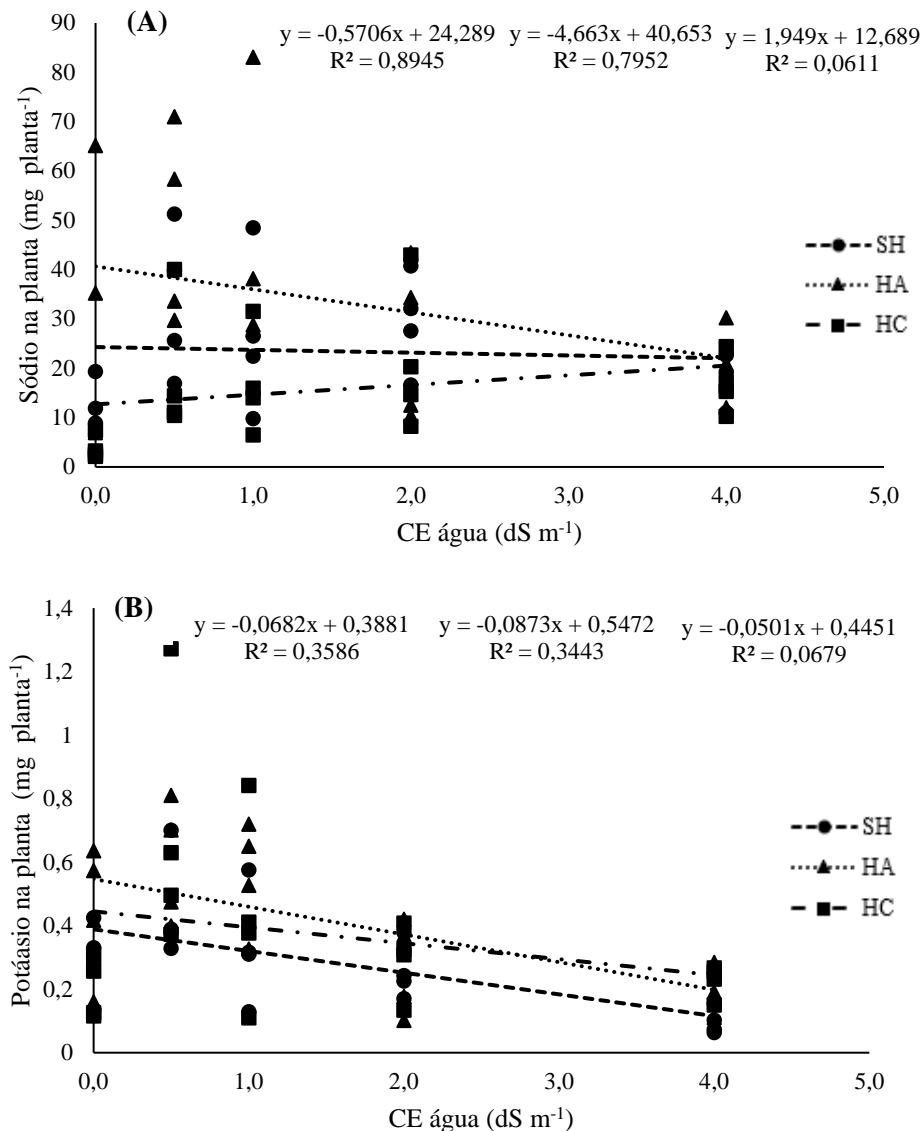 (A)
y = -0,5706x + 24,289 y = -4,663x + 40,653 y = 1,949x + 12,689
R² = 0,8945 R² = 0,7952 R² = 0,0611
Sódio na planta (mg planta-1)
90
80
70
60
50
40
30
20
10
0
SH
HA
HC
0,0 1,0 2,0 3,0 4,0 5,0
CE água (dS m-1)
(B)
y = -0,0682x + 0,3881 y = -0,0873x + 0,5472 y = -0,0501x + 0,4451
R² = 0,3586 R² = 0,3443 R² = 0,0679
Potáasio na planta (mg planta-1)
1,4
1,2
1
0,8
0,6
0,4
0,2
0
SH
HA
HC
0,0 1,0 2,0 3,0 4,0 5,0
CE água (dS m-1)